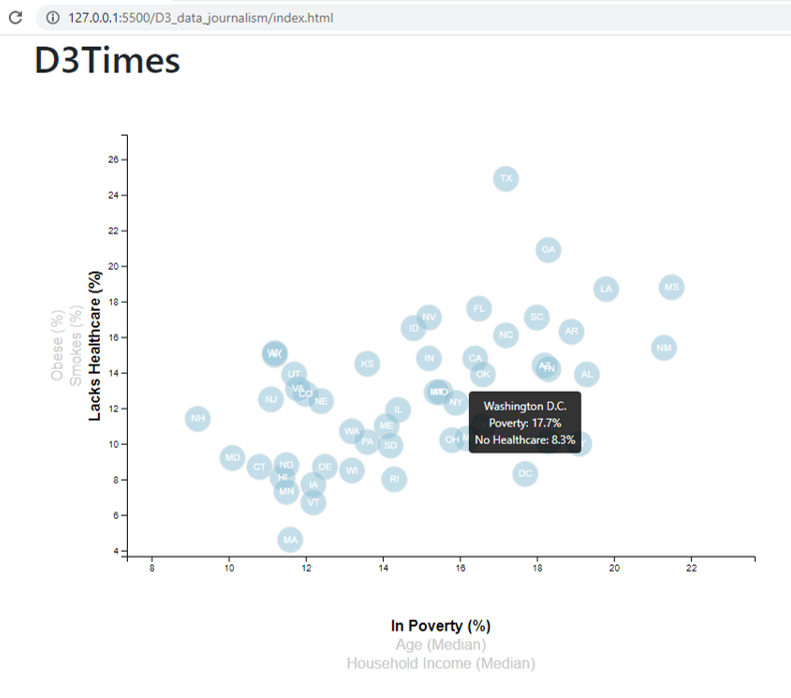 127.0.0.1:5500/D3_data_journalism/index.html
D3Times
26
24
22
20
18
16
14
12
10
8
6
4
Obese (%)
Smokes (%)
Lacks Healthcare (%)
TX
GA
LA
MS
FL
NV
SC
ID
NC
AR
NM
KS
IN
CA
OK
UT
AL
VA
CO
NE
NJ
NY
IL
NH
ME
WA
PA
SD
OH
MD
CT
ND
DE
WI
HI
RI
DC
MN
IA
VT
MA
Washington D.C.
Poverty: 17.7%
No Healthcare: 8.3%
8
10
12
14
16
18
20
22
In Poverty (%)
Age (Median)
Household Income (Median)